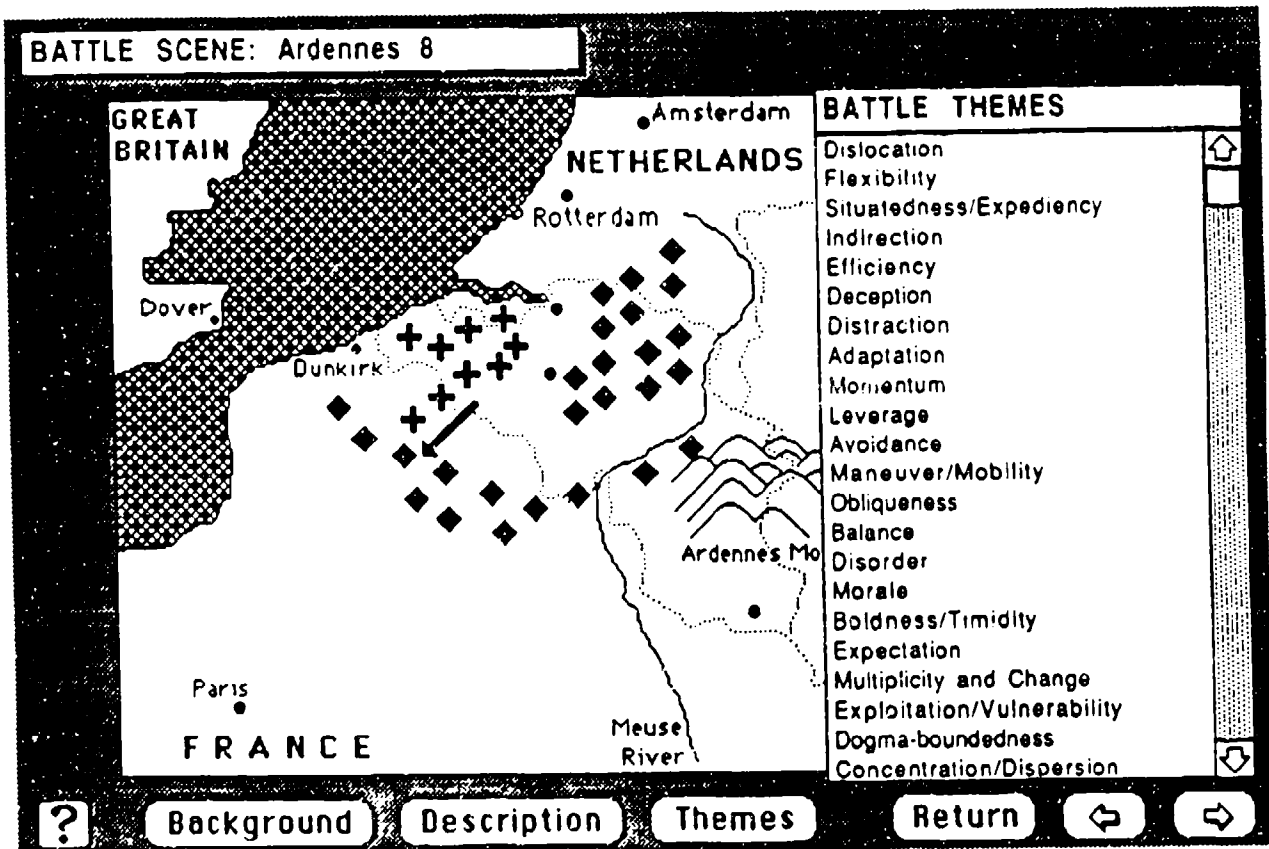 BATTLE SCENE: Ardennes 8
GREAT
BRITAIN
Amsterdam
NETHERLANDS
Rotterdam
Dover
Dunkirk
Ardennes Mo
Paris
FRANCE
Meuse
River
BATTLE THEMES
Dislocation
Flexibility
Situatedness/Expediency
Indirection
Efficiency
Deception
Distraction
Adaptation
Momentum
Leverage
Avoidance
Maneuver/Mobility
Obliqueness
Balance
Disorder
Morale
Boldness/Timidity
Expectation
Multiplicity and Change
Exploitation/Vulnerability
Dogma-boundedness
Concentration/Dispersion
?
Background
Description
Themes
Return